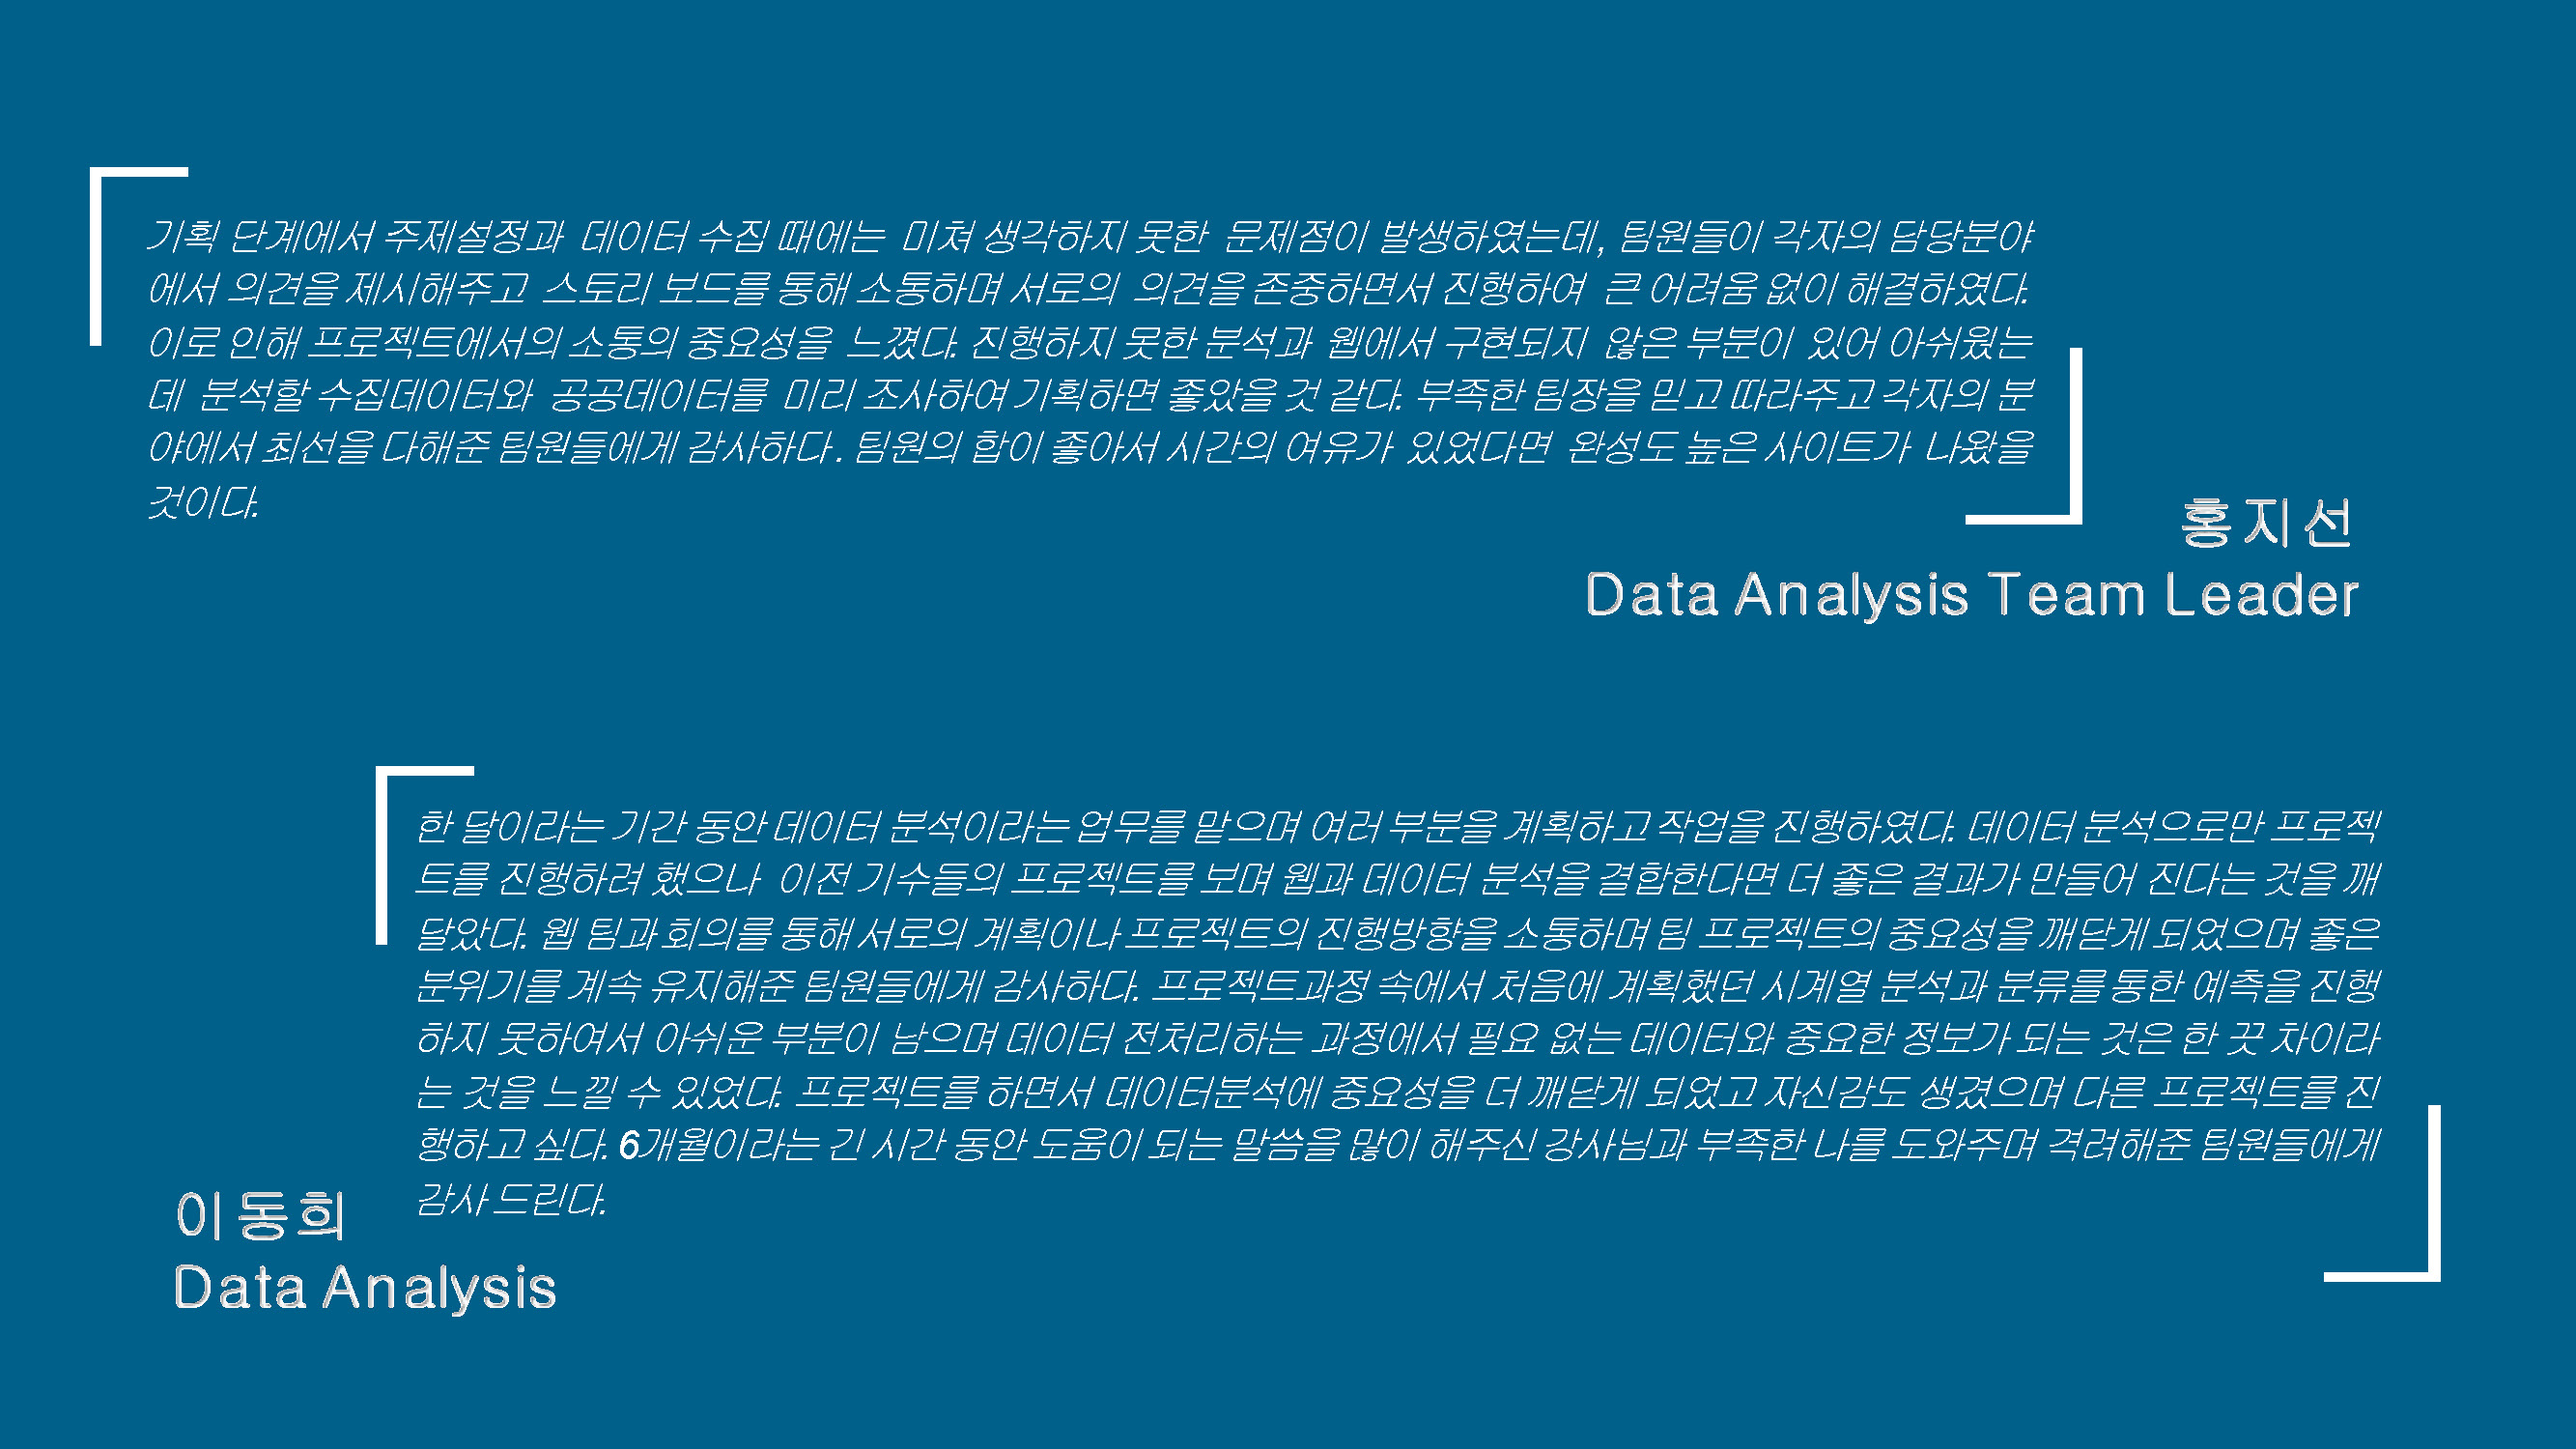 기획 단계에서 주제설정과 데이터 수집 때에는 미쳐 생각하지 못한 문제점이 발생하였는데, 팀원들이 각자의 담당분야
에서 의견을 제시해주고 스토리 보드를 통해 소통하며 서로의 의견을 존중하면서 진행하여 큰 어려움 없이 해결하였다.
이로 인해 프로젝트에서의 소통의 중요성을 느꼈다. 진행하지 못한 분석과 웹에서 구현되지 않은 부분이 있어 아쉬웠는
데 분석할 수집데이터와 공공데이터를 미리 조사하여 기획하면 좋았을 것 같다. 부족한 팀장을 믿고 따라주고 각자의 분
야에서 최선을 다해준 팀원들에게 감사하다. 팀원의 합이 좋아서 시간의 여유가 있었다면 완성도 높은 사이트가 나왔을
것이다.
홍지선
Data Analysis Team Leader
한 달이라는 기간 동안 데이터 분석이라는 업무를 맡으며 여러 부분을 계획하고 작업을 진행하였다. 데이터 분석으로만 프로젝
트를 진행하려 했으나 이전 기수들의 프로젝트를 보며 웹과 데이터 분석을 결합한다면 더 좋은 결과가 만들어 진다는 것을 깨
달았다. 웹 팀과 회의를 통해 서로의 계획이나 프로젝트의 진행방향을 소통하며 팀 프로젝트의 중요성을 깨닫게 되었으며 좋은
분위기를 계속 유지해준 팀원들에게 감사하다. 프로젝트과정 속에서 처음에 계획했던 시계열 분석과 분류를 통한 예측을 진행
하지 못하여서 아쉬운 부분이 남으며 데이터 전처리하는 과정에서 필요 없는 데이터와 중요한 정보가 되는 것은 한 끗 차이라
는 것을 느낄 수 있었다. 프로젝트를 하면서 데이터분석에 중요성을 더 깨닫게 되었고 자신감도 생겼으며 다른 프로젝트를 진
행하고 싶다. 6개월이라는 긴 시간 동안 도움이 되는 말씀을 많이 해주신 강사님과 부족한 나를 도와주며 격려해준 팀원들에게
감사 드린다.
이동희
Data Analysis